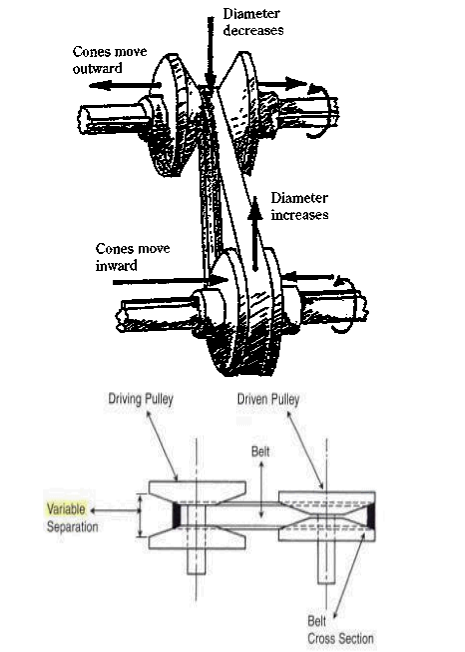 Diameter
decreases
Cones move
outward
Diameter
increases
Cones move
inward
Driving Pulley
Driven Pulley
Belt
Variable
Separation
Belt
Cross Section